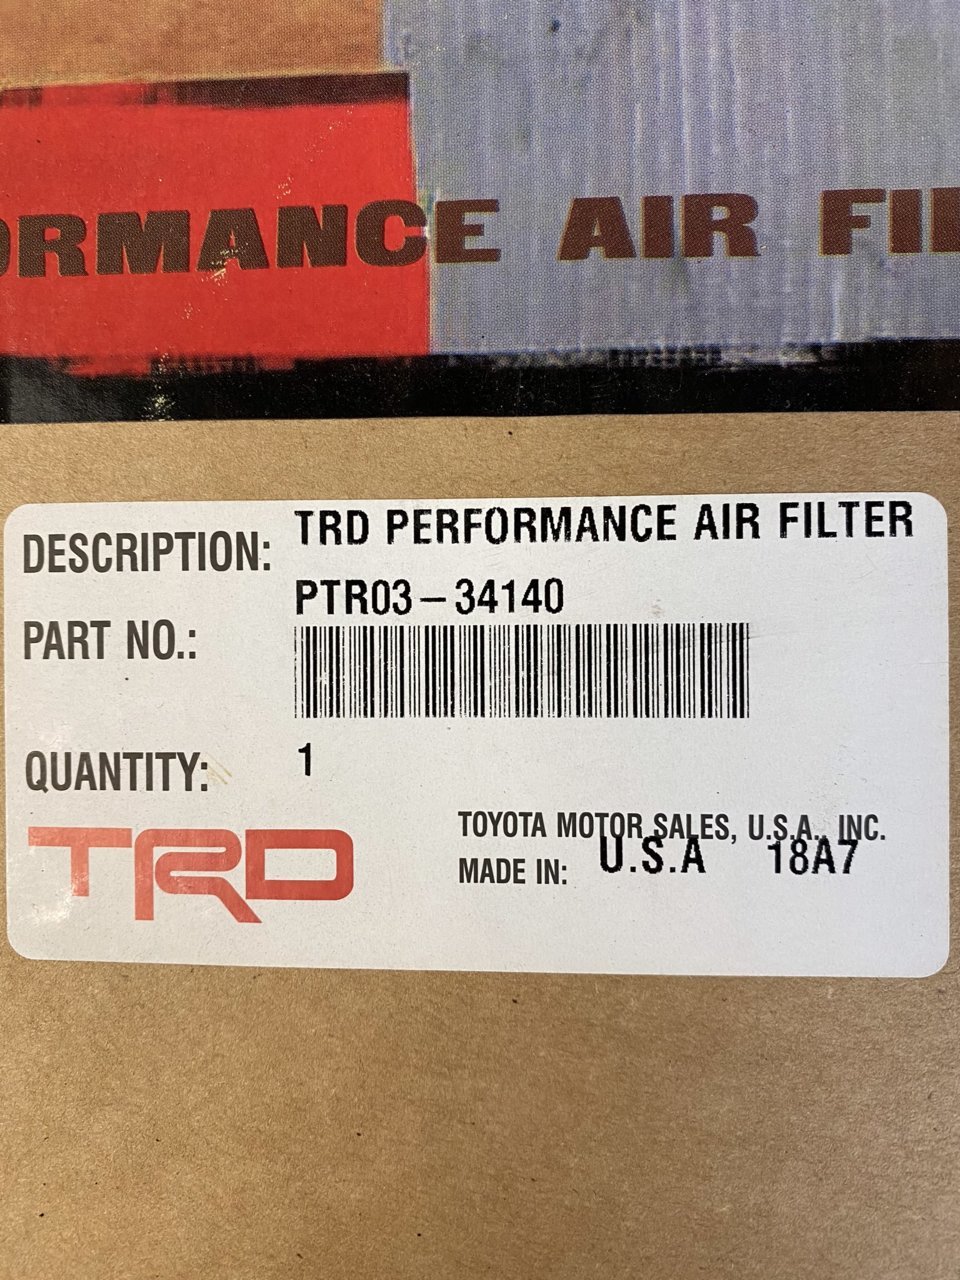 ORMANCE AIR FIL
DESCRIPTION: TRD PERFORMANCE AIR FILTER
PTR03-34140
PART NO.:
QUANTITY: 1
TRD
TOYOTA MOTOR SALES, U.S.A., INC.
MADE IN: U.S.A 18A7